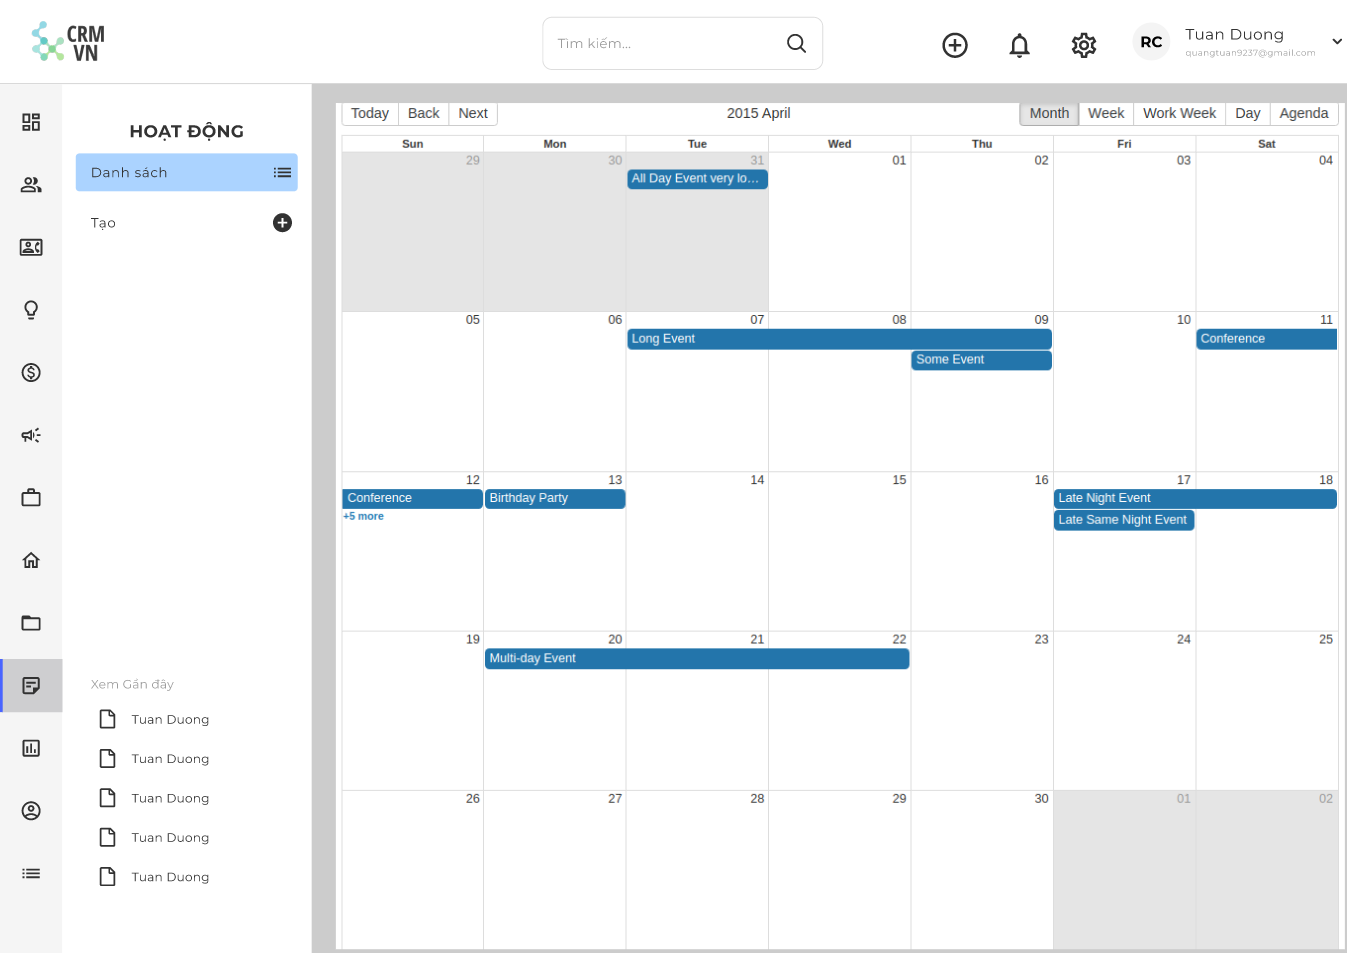 CRM
VN
Tìm kiếm...
RC
Tuan Duong
quangtuan9237@gmail.com
HOẠT ĐỘNG
Danh sách
Tạo
Xem Gần đây
Tuan Duong
Tuan Duong
Tuan Duong
Tuan Duong
Tuan Duong
Today Back Next 2015 April Month Week Work Week Day Agenda
Sun Mon Tue Wed Thu Fri Sat
29 30 31 01 02 03 04
All Day Event very lo...
05 06 07 08 09 10 11
Long Event Conference
Some Event
12 13 14 15 16 17 18
Conference Birthday Party Late Night Event
+5 more Late Same Night Event
19 20 21 22 23 24 25
Multi-day Event
26 27 28 29 30 01 02